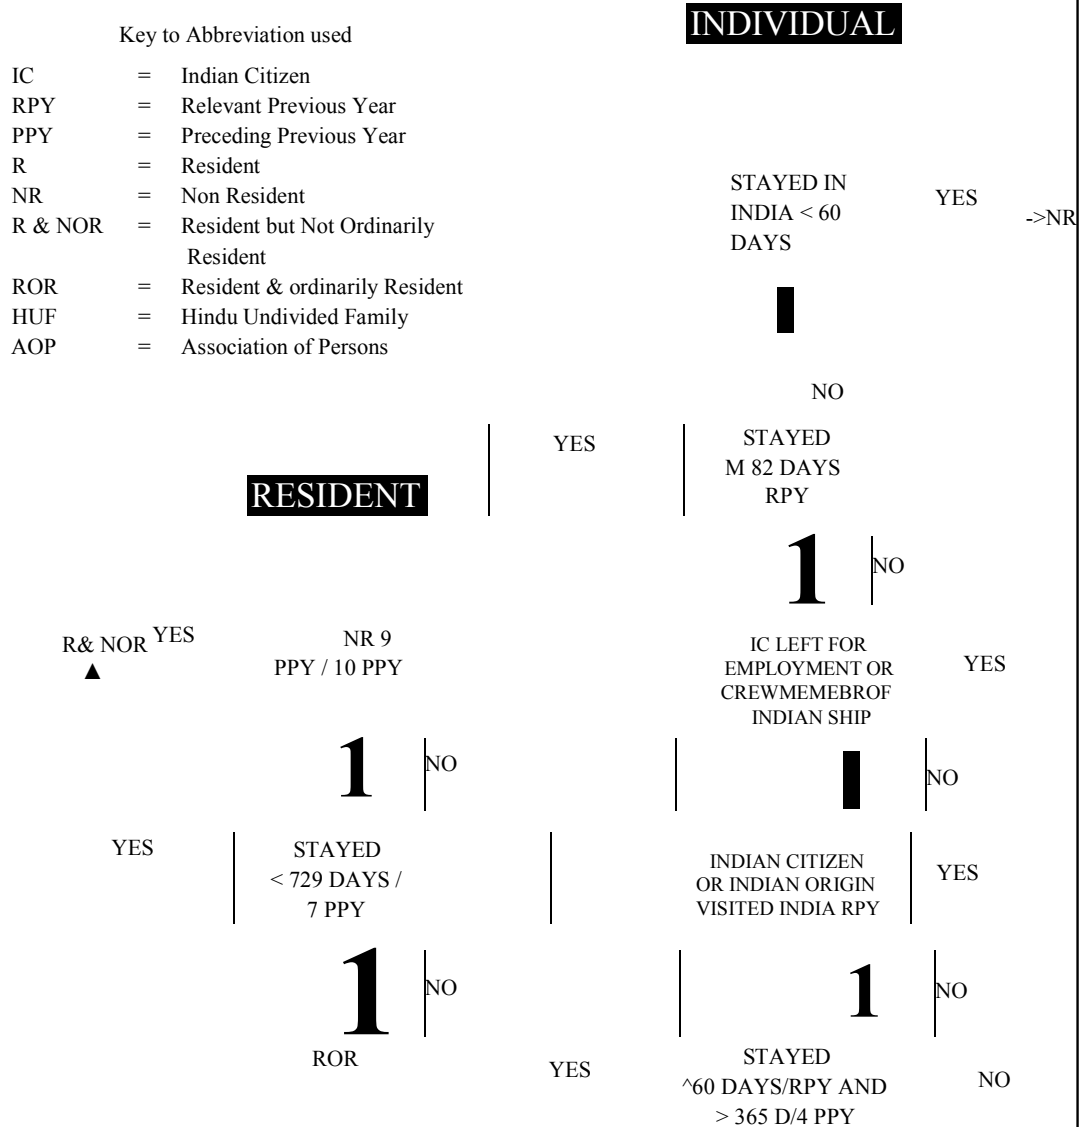 Key to Abbreviation used
IC = Indian Citizen
RPY = Relevant Previous Year
PPY = Preceding Previous Year
R = Resident
NR = Non Resident
R & NOR = Resident but Not Ordinarily
Resident
ROR = Resident & ordinarily Resident
HUF = Hindu Undivided Family
AOP = Association of Persons
INDIVIDUAL
STAYED IN
INDIA < 60
DAYS
YES
->NR
NO
YES
STAYED
M 82 DAYS
RPY
RESIDENT
1 NO
R& NOR YES
▲
NR 9
PPY / 10 PPY
IC LEFT FOR
EMPLOYMENT OR
CREWMEMEBROF
INDIAN SHIP
YES
1 NO
NO
YES
STAYED
< 729 DAYS /
7 PPY
INDIAN CITIZEN
OR INDIAN ORIGIN
VISITED INDIA RPY
YES
1 NO
1 NO
ROR
YES
STAYED
^60 DAYS/RPY AND
> 365 D/4 PPY
NO